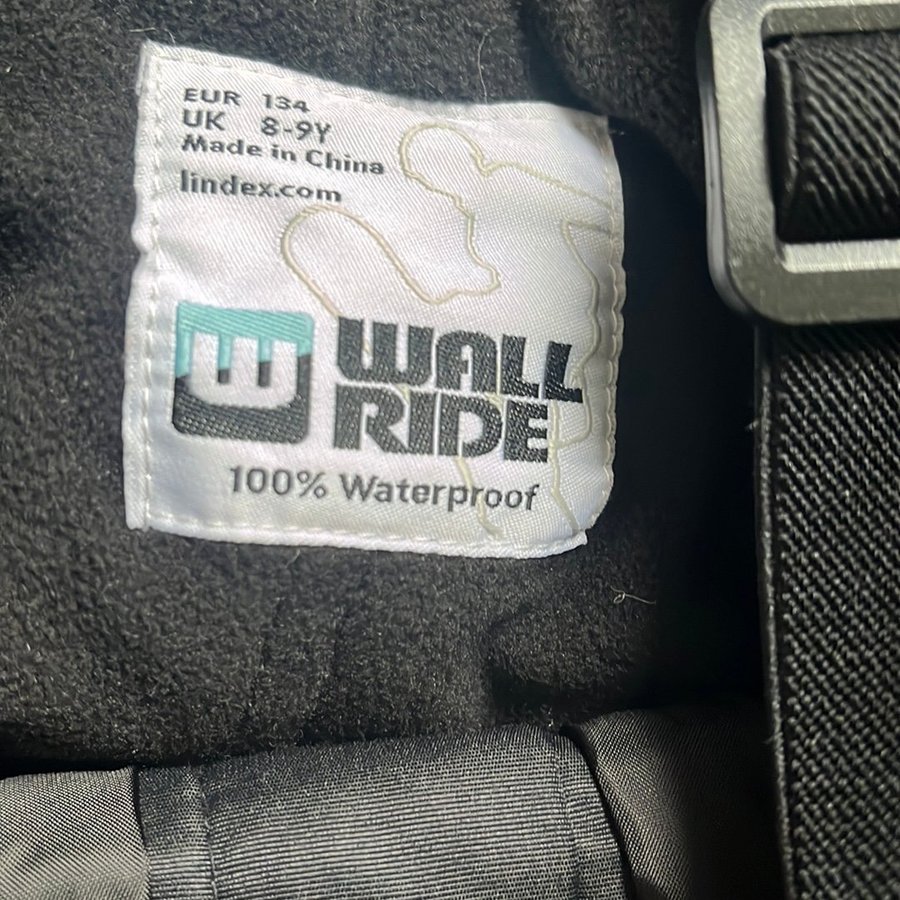 EUR 134
UK 8-9Y
Made in China
lindex.com
WALL
RIDE
100% Waterproof